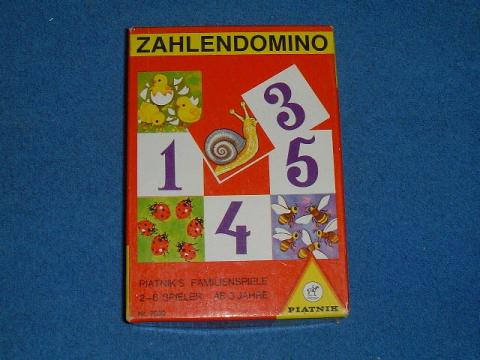 ZAHLENDOMINO
3
1
5
4
PIATNIK'S FAMILIENSPIELE
2-6 SPIELER AB 3 JAHRE
PIATNIK